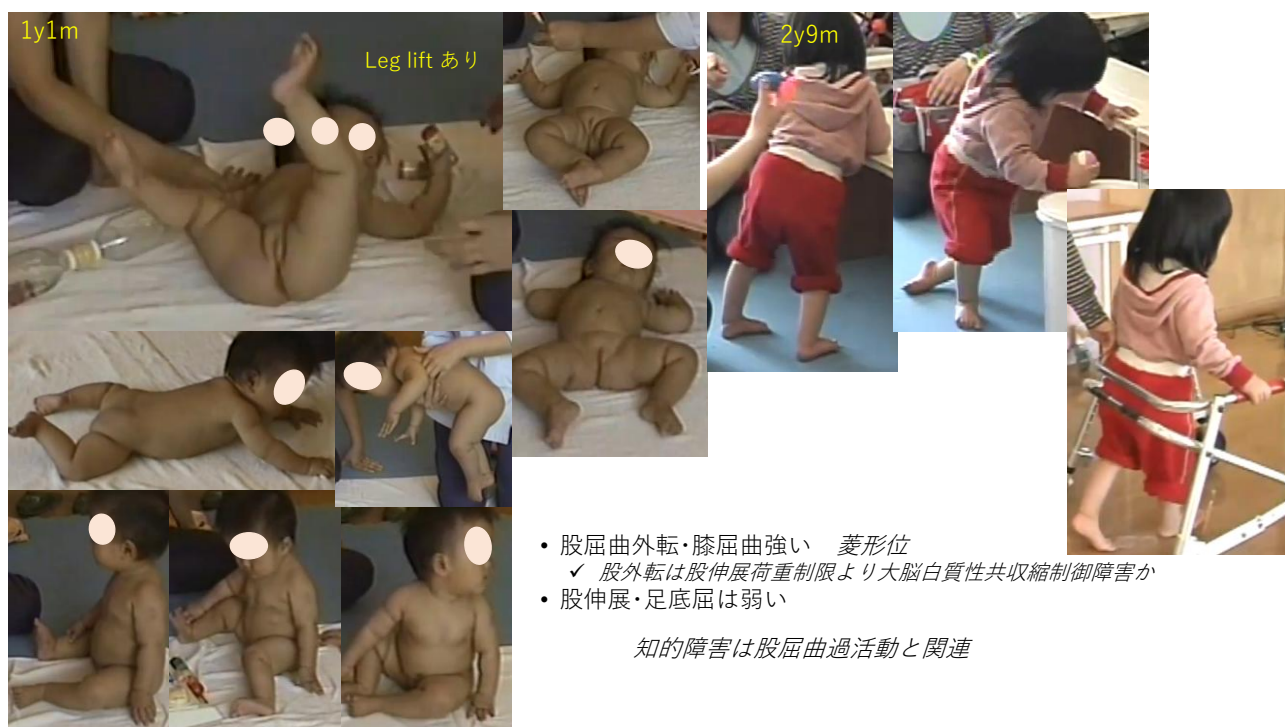 1y1m
Leg lift あり
2y9m
• 股屈曲外転･膝屈曲強い　菱形位
✓ 股外転は股伸展荷重制限より大脳白質性共収縮制御障害か
• 股伸展･足底屈は弱い
知的障害は股屈曲過活動と関連